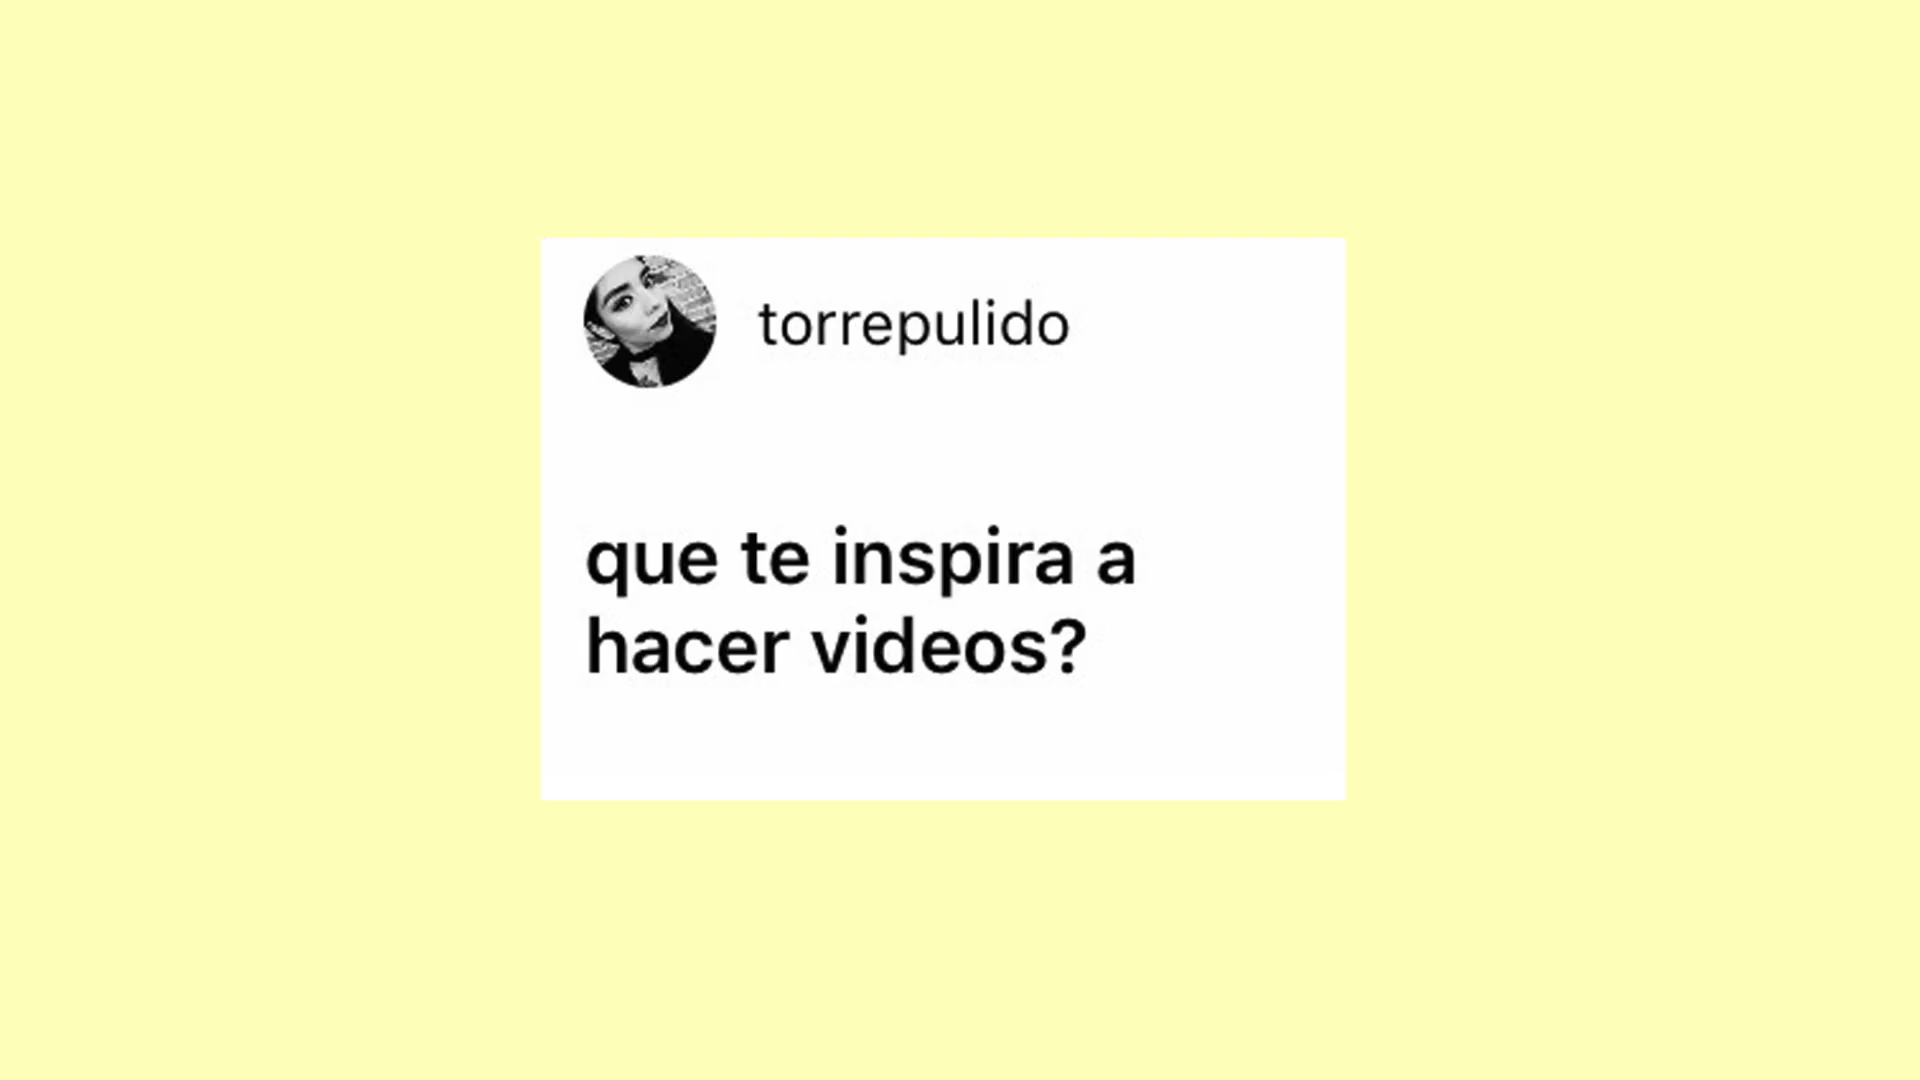 torrepulido
que te inspira a
hacer videos?